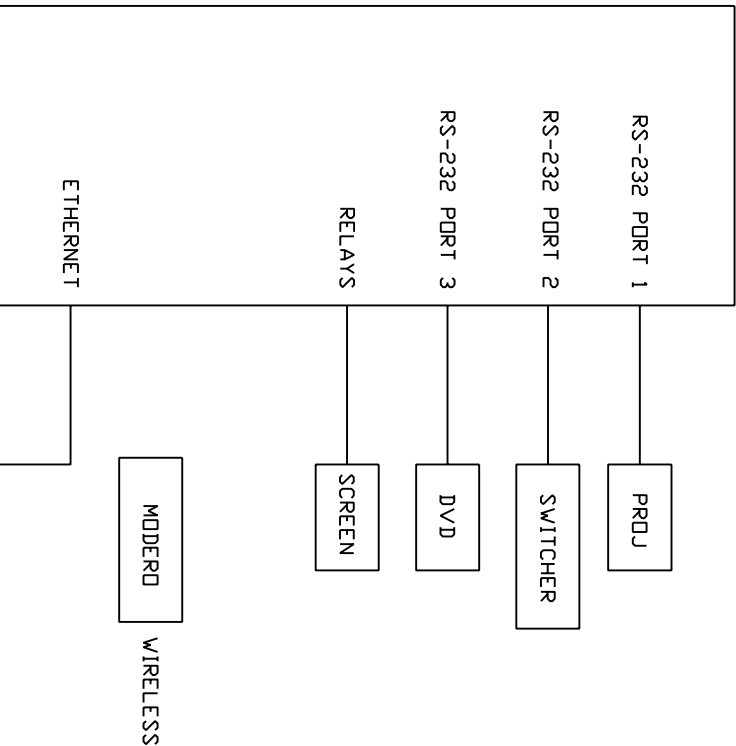 RS-232 PORT 1
RS-232 PORT 2
RS-232 PORT 3
RELAYS
ETHERNET
PROJ
SWITCHER
DVD
SCREEN
MODERO
WIRELESS